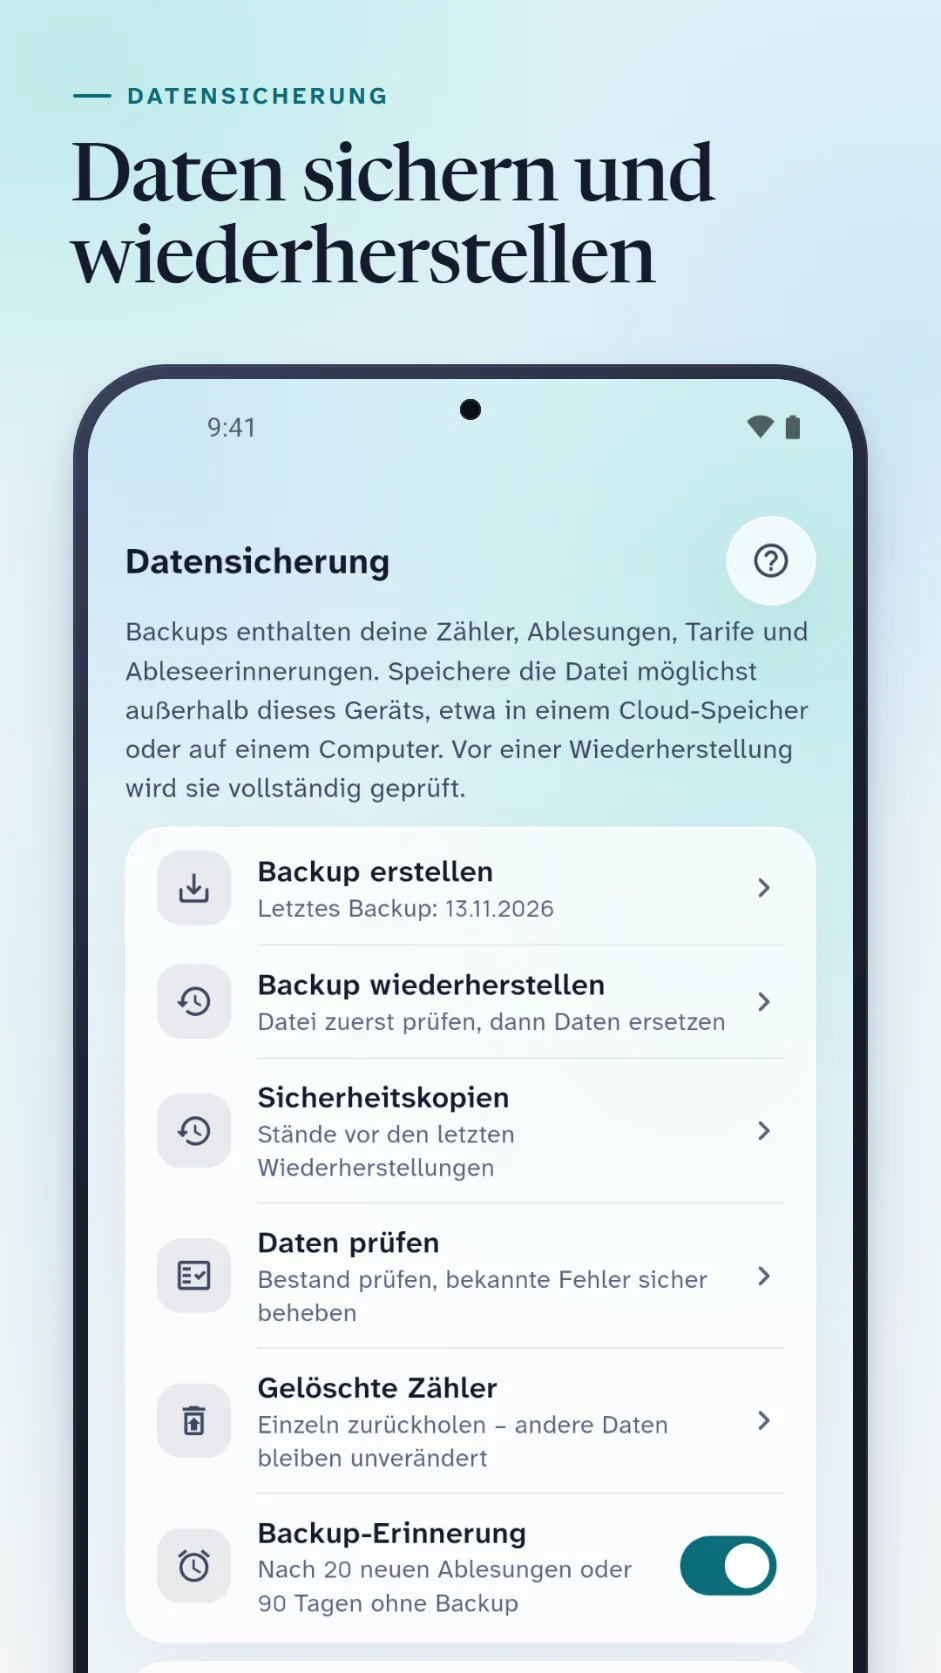 DATENSICHERUNG
Daten sichern und
wiederherstellen
9:41
Datensicherung
Backups enthalten deine Zähler, Ablesungen, Tarife und
Ableseerinnerungen. Speichere die Datei möglichst
außerhalb dieses Geräts, etwa in einem Cloud-Speicher
oder auf einem Computer. Vor einer Wiederherstellung
wird sie vollständig geprüft.
Backup erstellen
Letztes Backup: 13.11.2026
Backup wiederherstellen
Datei zuerst prüfen, dann Daten ersetzen
Sicherheitskopien
Stände vor den letzten
Wiederherstellungen
Daten prüfen
Bestand prüfen, bekannte Fehler sicher
beheben
Gelöschte Zähler
Einzeln zurückholen – andere Daten
bleiben unverändert
Backup-Erinnerung
Nach 20 neuen Ablesungen oder
90 Tagen ohne Backup